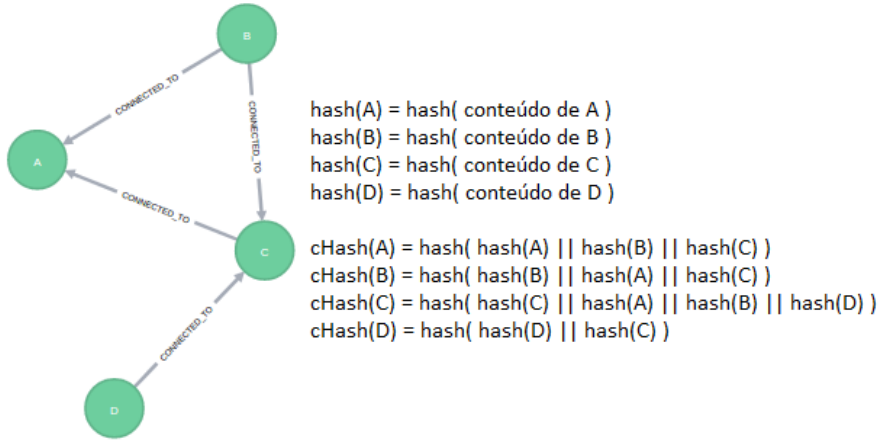 B
CONNECTED_TO
CONNECTED_TO
A
CONNECTED_TO
C
CONNECTED_TO
D
hash(A) = hash( conteúdo de A )
hash(B) = hash( conteúdo de B )
hash(C) = hash( conteúdo de C )
hash(D) = hash( conteúdo de D )
cHash(A) = hash( hash(A) || hash(B) || hash(C) )
cHash(B) = hash( hash(B) || hash(A) || hash(C) )
cHash(C) = hash( hash(C) || hash(A) || hash(B) || hash(D) )
cHash(D) = hash( hash(D) || hash(C) )